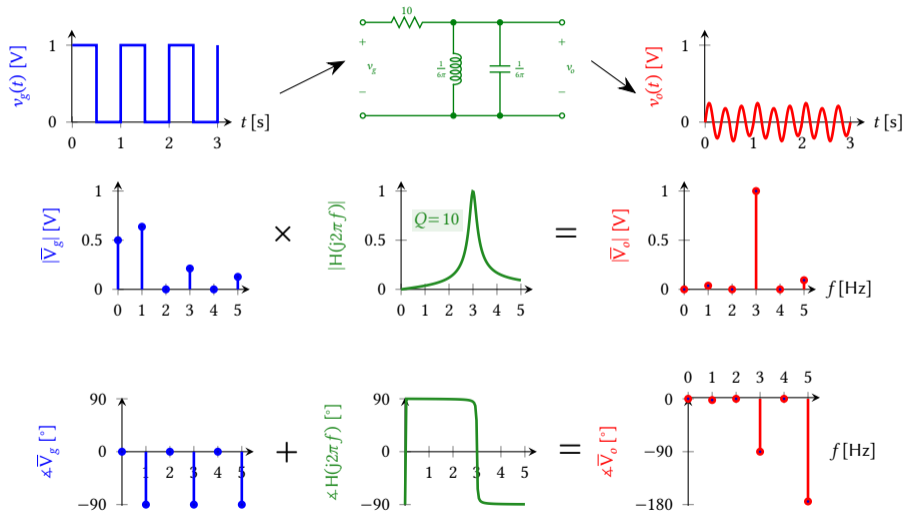 v_g(t) [V]
1
0
0 1 2 3
t [s]
10
+
v_g
−
1/6π
1/6π
+
v_o
−
v_o(t) [V]
1
0
0 1 2 3
t [s]
|V̅_g| [V]
1
0.5
0
0 1 2 3 4 5
×
|H(j2πf)|
1
0.5
0
Q = 10
0 1 2 3 4 5
=
|V̅_o| [V]
1
0.5
0
0 1 2 3 4 5
f [Hz]
∡V̅_g [°]
90
0
−90
1 2 3 4 5
+
∡H(j2πf) [°]
90
0
−90
1 2 3 4 5
=
∡V̅_o [°]
0 1 2 3 4 5
0
−90
−180
f [Hz]